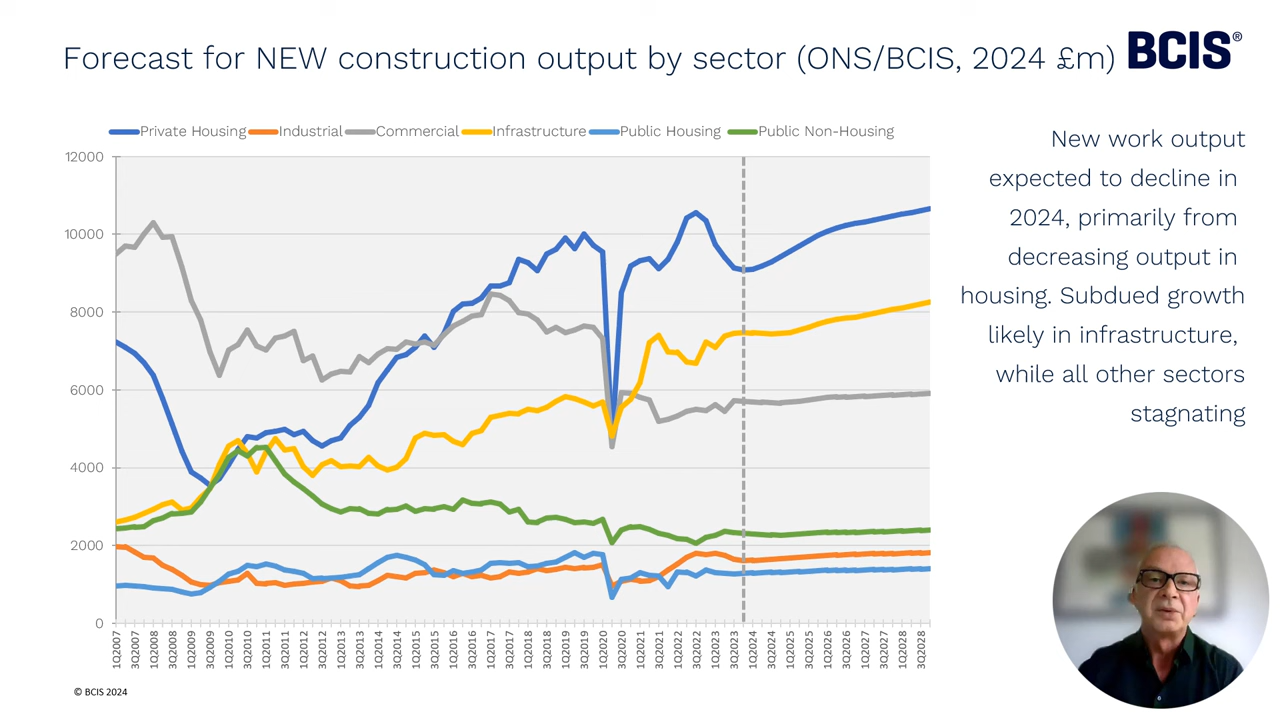 Forecast for NEW construction output by sector (ONS/BCIS, 2024 £m)
BCIS®
Private Housing Industrial Commercial Infrastructure Public Housing Public Non-Housing
12000
10000
8000
6000
4000
2000
0
1Q2007
3Q2007
1Q2008
3Q2008
1Q2009
3Q2009
1Q2010
3Q2010
1Q2011
3Q2011
1Q2012
3Q2012
1Q2013
3Q2013
1Q2014
3Q2014
1Q2015
3Q2015
1Q2016
3Q2016
1Q2017
3Q2017
1Q2018
3Q2018
1Q2019
3Q2019
1Q2020
3Q2020
1Q2021
3Q2021
1Q2022
3Q2022
1Q2023
3Q2023
1Q2024
3Q2024
1Q2025
3Q2025
1Q2026
3Q2026
1Q2027
3Q2027
1Q2028
3Q2028
New work output
expected to decline in
2024, primarily from
decreasing output in
housing. Subdued growth
likely in infrastructure,
while all other sectors
stagnating
© BCIS 2024